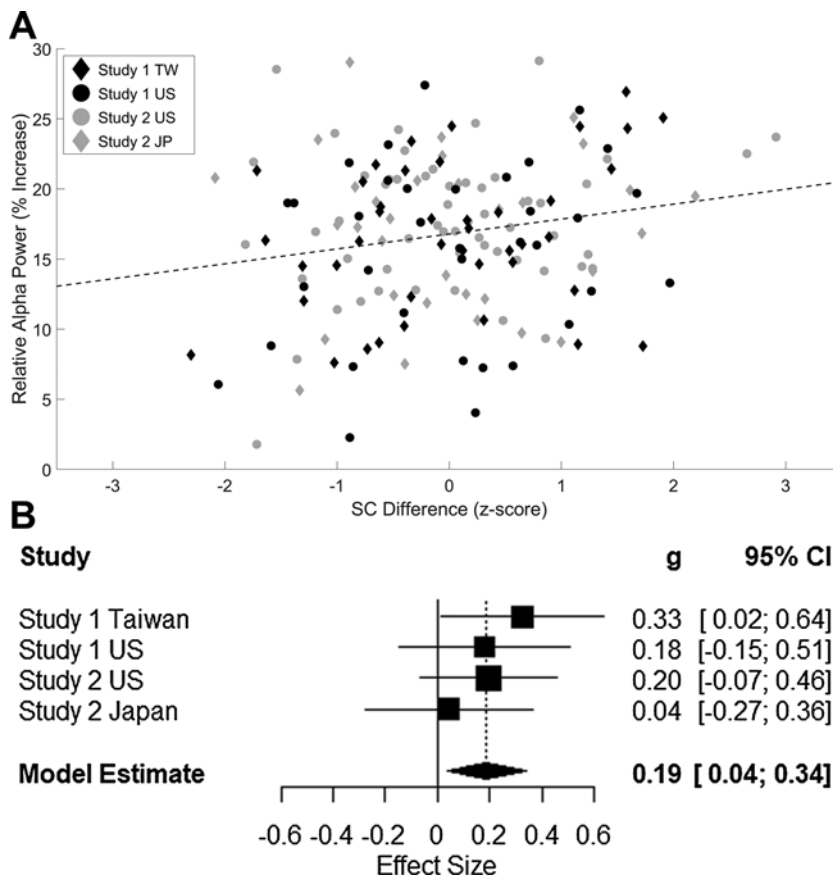 A
Relative Alpha Power (% Increase)
30
25
20
15
10
5
0
Study 1 TW
Study 1 US
Study 2 US
Study 2 JP
-3 -2 -1 0 1 2 3
SC Difference (z-score)
B
Study g 95% CI
Study 1 Taiwan 0.33 [ 0.02; 0.64]
Study 1 US 0.18 [-0.15; 0.51]
Study 2 US 0.20 [-0.07; 0.46]
Study 2 Japan 0.04 [-0.27; 0.36]
Model Estimate 0.19 [ 0.04; 0.34]
-0.6 -0.4 -0.2 0 0.2 0.4 0.6
Effect Size